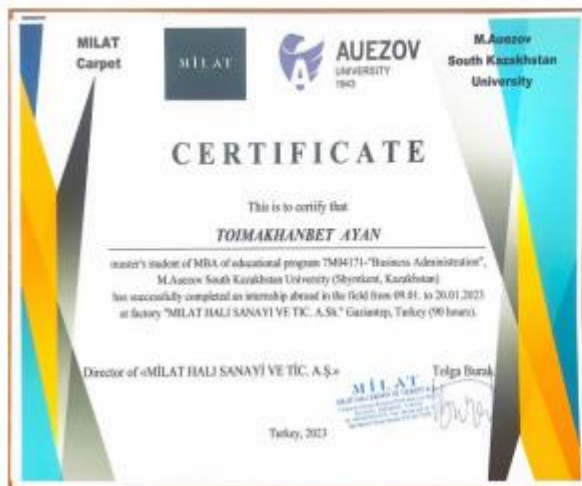 MILAT
Carpet
MİLAT
AUEZOV
UNIVERSITY
1943
M.Auezov
South Kazakhstan
University
CERTIFICATE
This is to certify that
TOIMAKHANBET AYAN
master's student of MBA of educational program 7M04171-"Business Administration",
M.Auezov South Kazakhstan University (Shymkent, Kazakhstan)
has successfully completed an internship abroad in the field from 09.01. to 20.01.2023
at factory "MILAT HALI SANAYI VE TIC. A.Sh." Gaziantep, Turkey (90 hours).
Director of «MİLAT HALI SANAYİ VE TİC. A.Ş.»
Tolga Burak
MİLAT
Turkey, 2023